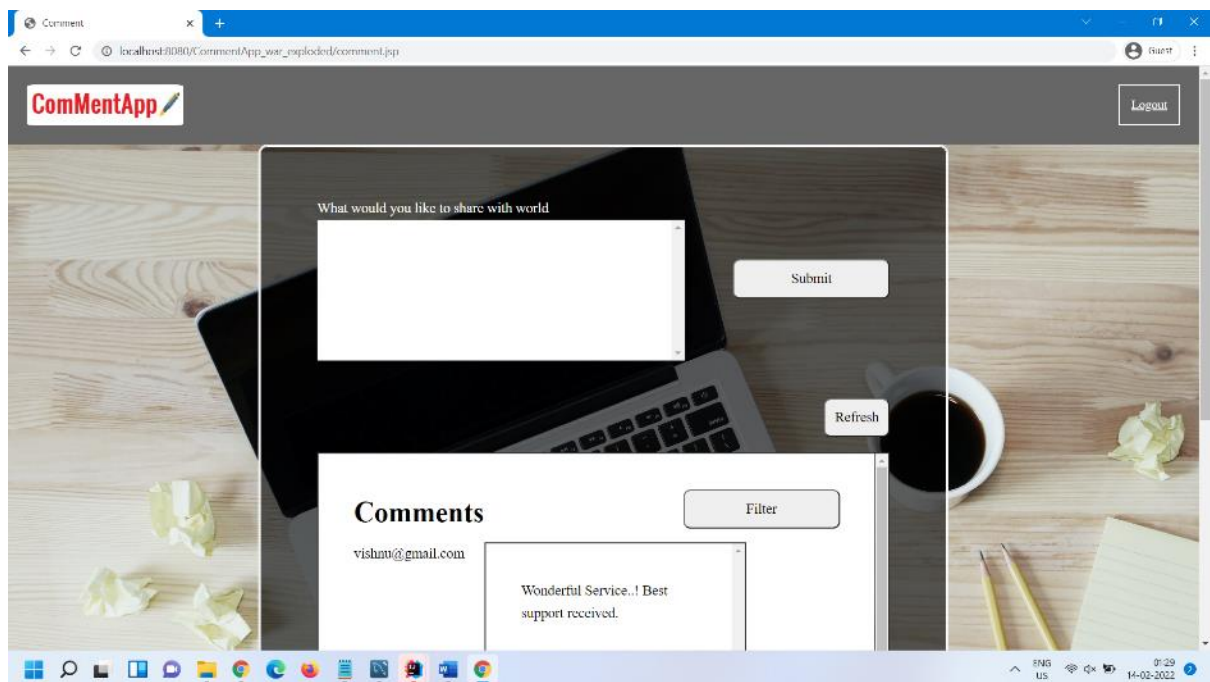 Comment
localhost:8080/CommentApp_war_exploded/comment.jsp
Guest
ComMentApp
Logout
What would you like to share with world
Submit
Refresh
Comments
Filter
vishnu@gmail.com
Wonderful Service..! Best
support received.
ENG
US
01:29
14-02-2022
2